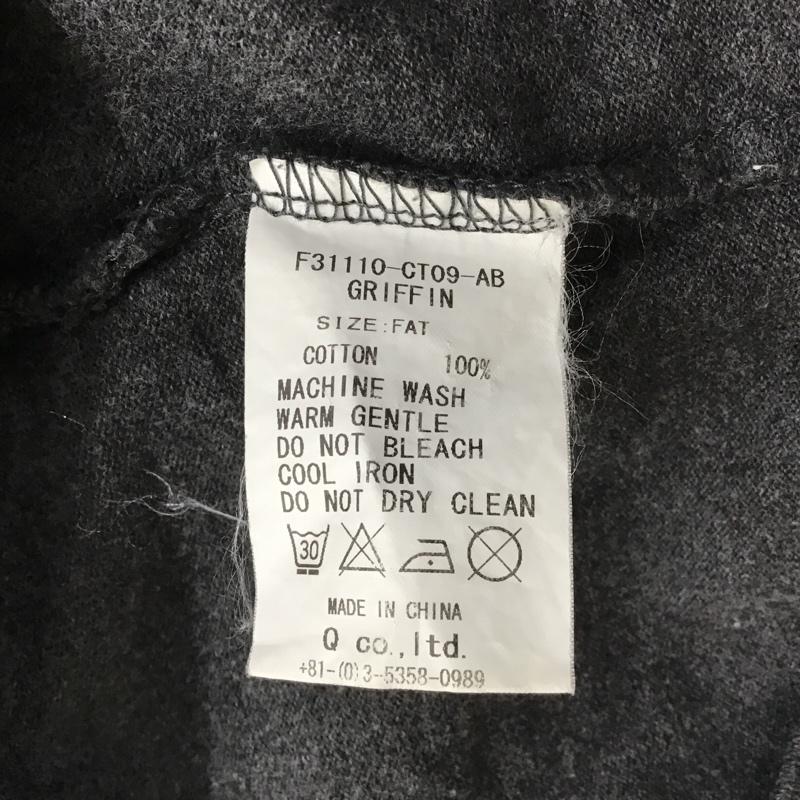 F31110-CT09-AB
GRIFFIN
SIZE:FAT
COTTON 100%
MACHINE WASH
WARM GENTLE
DO NOT BLEACH
COOL IRON
DO NOT DRY CLEAN
30
MADE IN CHINA
Q co.,ltd.
+81-(0)3-5358-0989